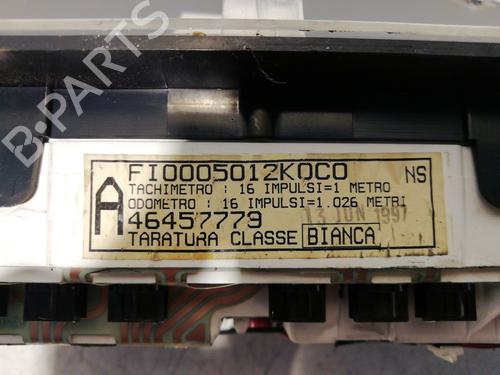 B-PARTS
FI0005012K0C0 NS
A
TACHIMETRO : 16 IMPULSI=1 METRO
ODOMETRO : 16 IMPULSI=1.026 METRI
46457779 13 JUN 1997
TARATURA CLASSE BIANCA